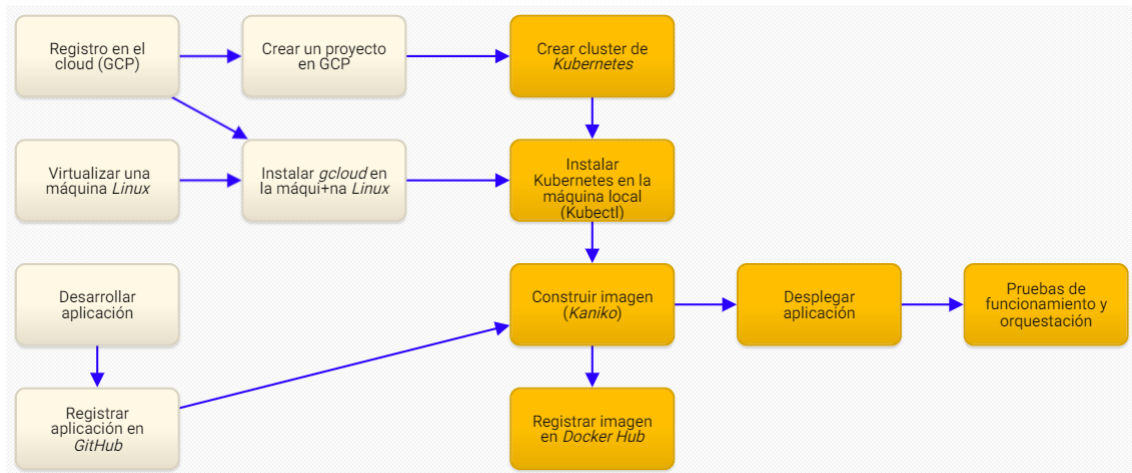 Registro en el
cloud (GCP)
Crear un proyecto
en GCP
Crear cluster de
Kubernetes
Virtualizar una
máquina Linux
Instalar gcloud en
la máqui+na Linux
Instalar
Kubernetes en la
máquina local
(Kubectl)
Desarrollar
aplicación
Construir imagen
(Kaniko)
Desplegar
aplicación
Pruebas de
funcionamiento y
orquestación
Registrar
aplicación en
GitHub
Registrar imagen
en Docker Hub